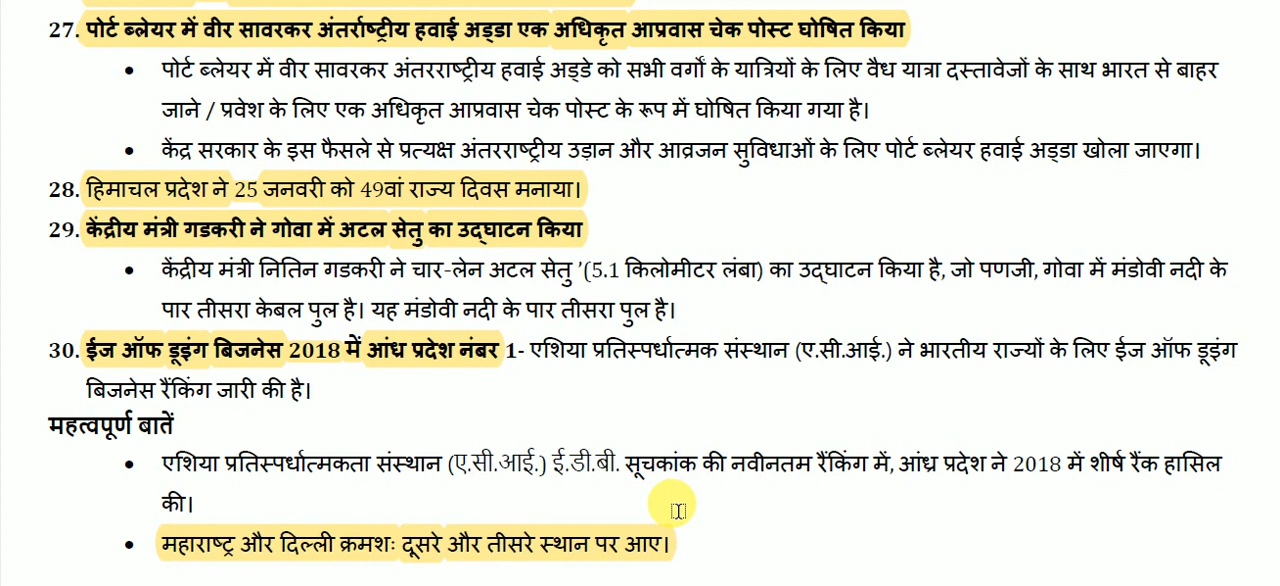 27. पोर्ट ब्लेयर में वीर सावरकर अंतर्राष्ट्रीय हवाई अड्डा एक अधिकृत आप्रवास चेक पोस्ट घोषित किया
• पोर्ट ब्लेयर में वीर सावरकर अंतरराष्ट्रीय हवाई अड्डे को सभी वर्गों के यात्रियों के लिए वैध यात्रा दस्तावेजों के साथ भारत से बाहर
जाने / प्रवेश के लिए एक अधिकृत आप्रवास चेक पोस्ट के रूप में घोषित किया गया है।
• केंद्र सरकार के इस फैसले से प्रत्यक्ष अंतरराष्ट्रीय उड़ान और आव्रजन सुविधाओं के लिए पोर्ट ब्लेयर हवाई अड्डा खोला जाएगा।
28. हिमाचल प्रदेश ने 25 जनवरी को 49वां राज्य दिवस मनाया।
29. केंद्रीय मंत्री गडकरी ने गोवा में अटल सेतु का उद्घाटन किया
• केंद्रीय मंत्री नितिन गडकरी ने चार-लेन अटल सेतु '(5.1 किलोमीटर लंबा) का उद्घाटन किया है, जो पणजी, गोवा में मंडोवी नदी के
पार तीसरा केबल पुल है। यह मंडोवी नदी के पार तीसरा पुल है।
30. ईज ऑफ डूइंग बिजनेस 2018 में आंध्र प्रदेश नंबर 1- एशिया प्रतिस्पर्धात्मक संस्थान (ए.सी.आई.) ने भारतीय राज्यों के लिए ईज ऑफ डूइंग
बिजनेस रैंकिंग जारी की है।
महत्वपूर्ण बातें
• एशिया प्रतिस्पर्धात्मकता संस्थान (ए.सी.आई.) ई.डी.बी. सूचकांक की नवीनतम रैंकिंग में, आंध्र प्रदेश ने 2018 में शीर्ष रैंक हासिल
की।
• महाराष्ट्र और दिल्ली क्रमशः दूसरे और तीसरे स्थान पर आए।